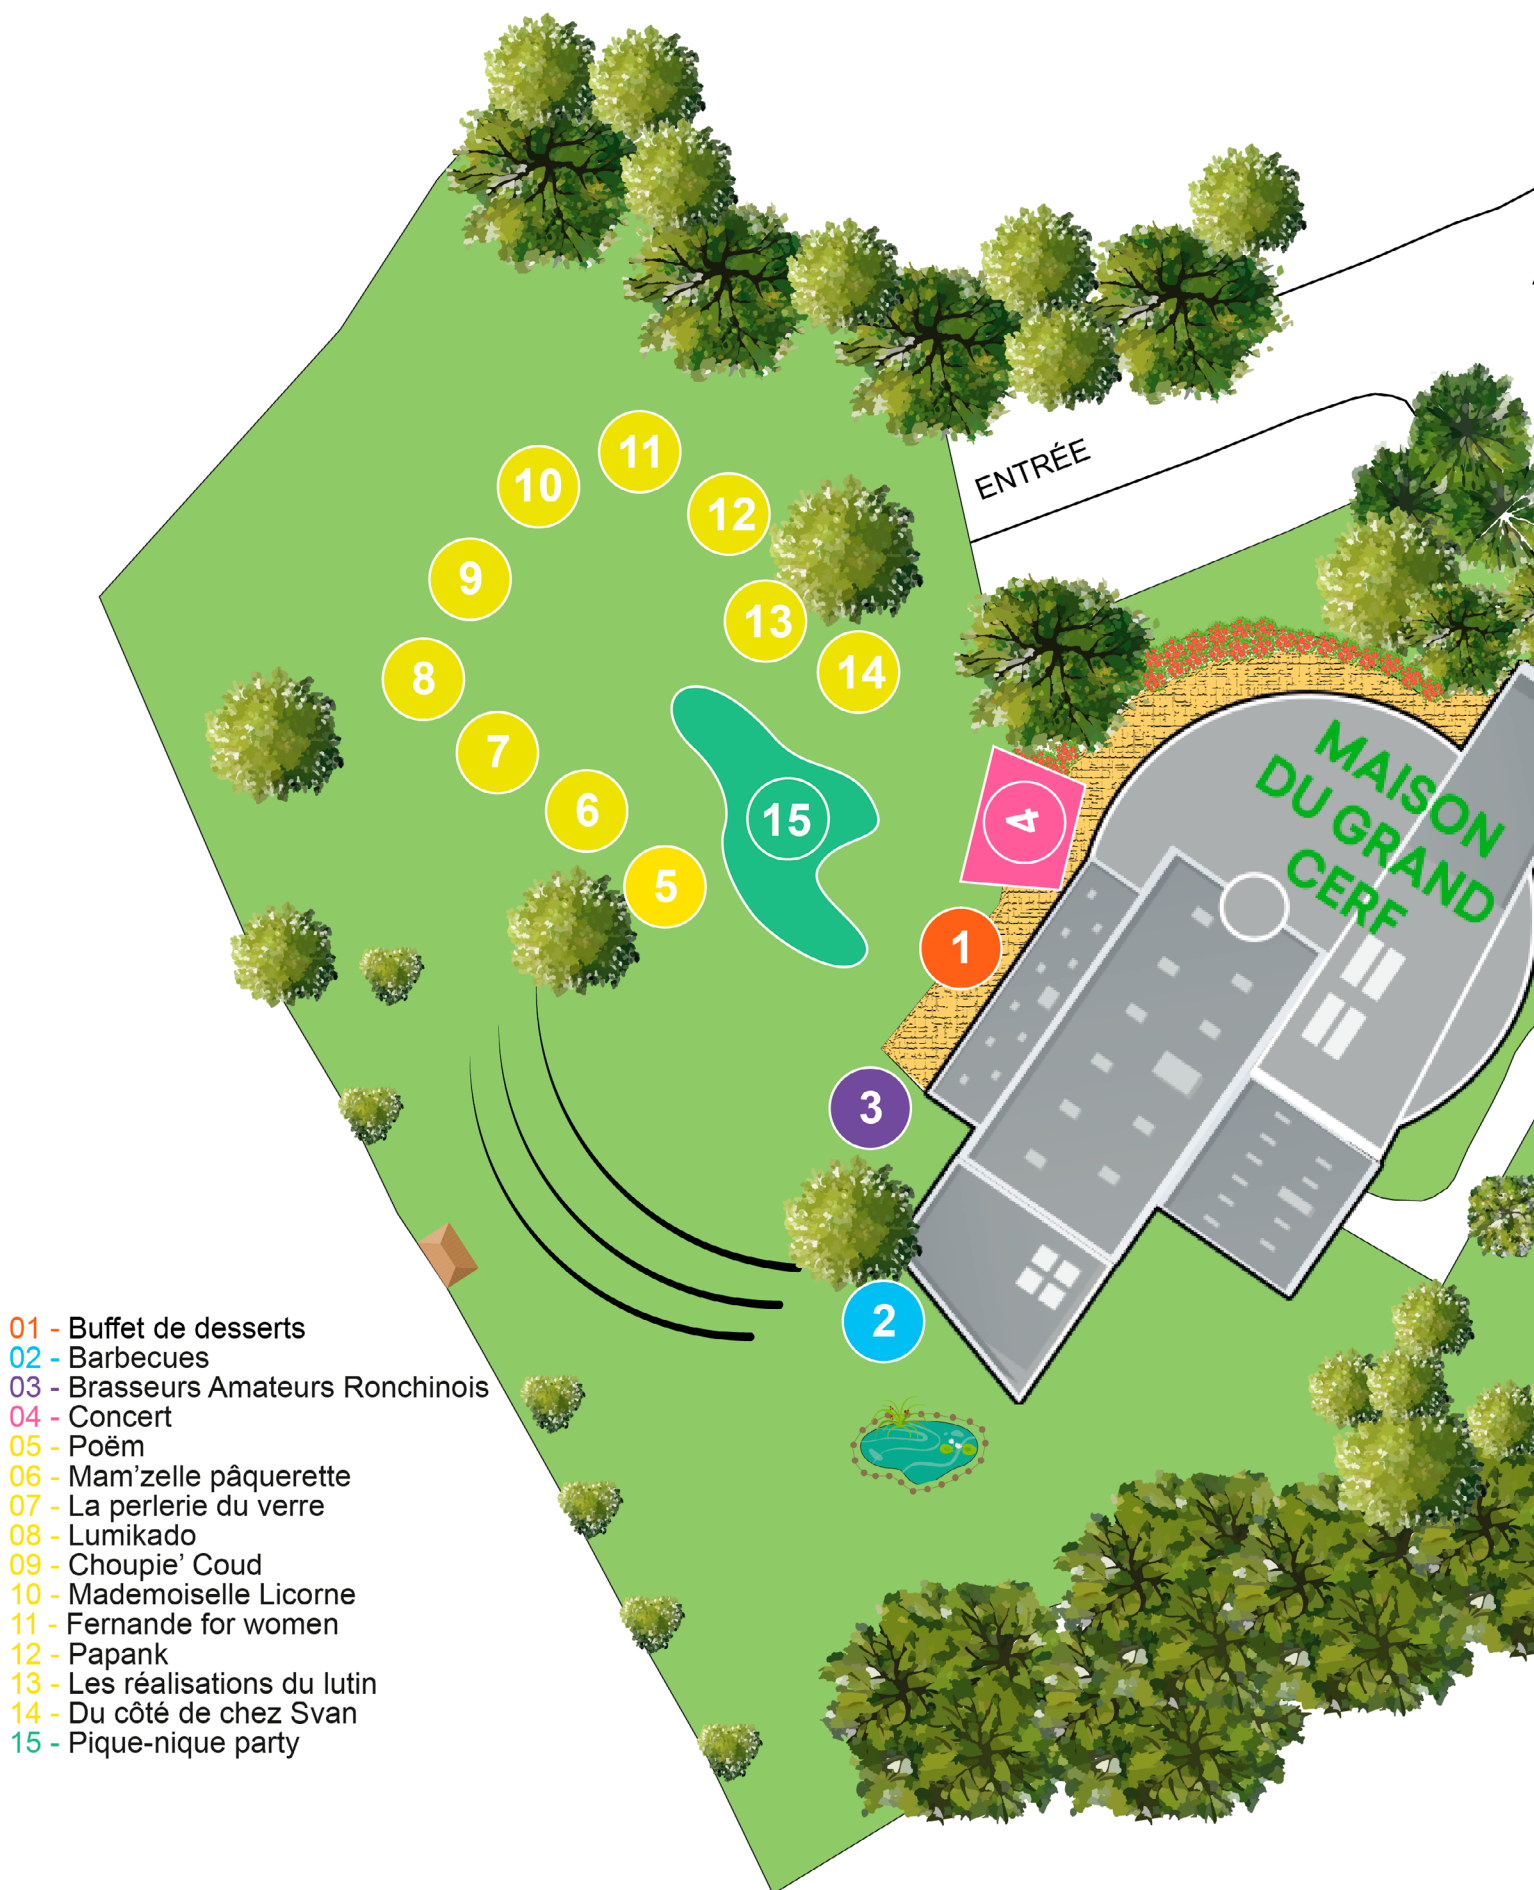 11
10
12
ENTRÉE
9
13
14
8
7
MAISON
DU GRAND
CERF
6
15
4
5
1
3
2
01 - Buffet de desserts
02 - Barbecues
03 - Brasseurs Amateurs Ronchinois
04 - Concert
05 - Poëm
06 - Mam’zelle pâquerette
07 - La perlerie du verre
08 - Lumikado
09 - Choupie’ Coud
10 - Mademoiselle Licorne
11 - Fernande for women
12 - Papank
13 - Les réalisations du lutin
14 - Du côté de chez Svan
15 - Pique-nique party